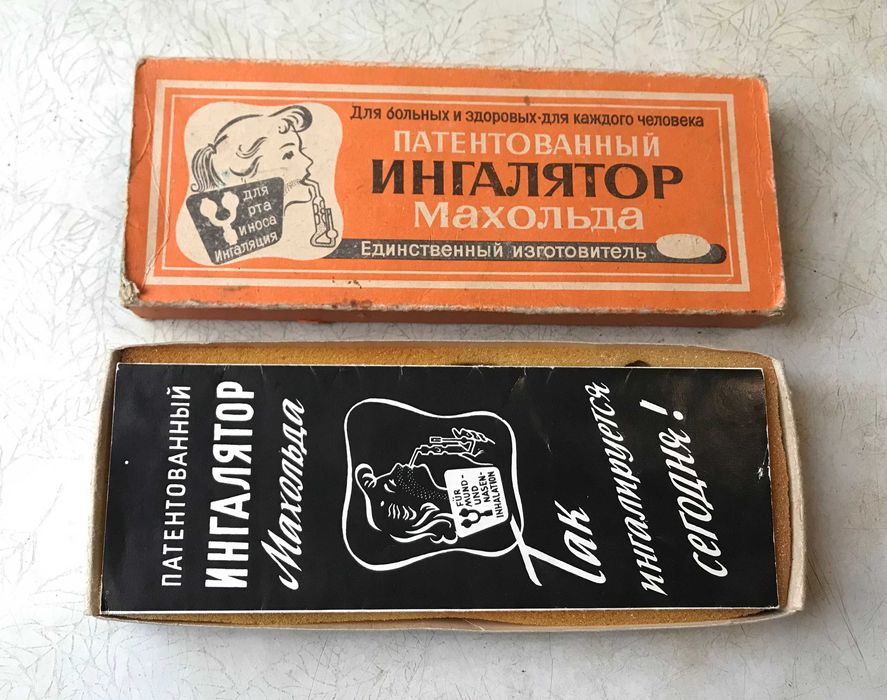 Для больных и здоровых-для каждого человека
ПАТЕНТОВАННЫЙ
ИНГАЛЯТОР
Махольда
Единственный изготовитель
для
рта
и носа
Ингаляция
ПАТЕНТОВАННЫЙ
ИНГАЛЯТОР
Махольда
FÜR
MUND-
UND
NASEN-
INHALATION
Так
ингалируется
сегодня!